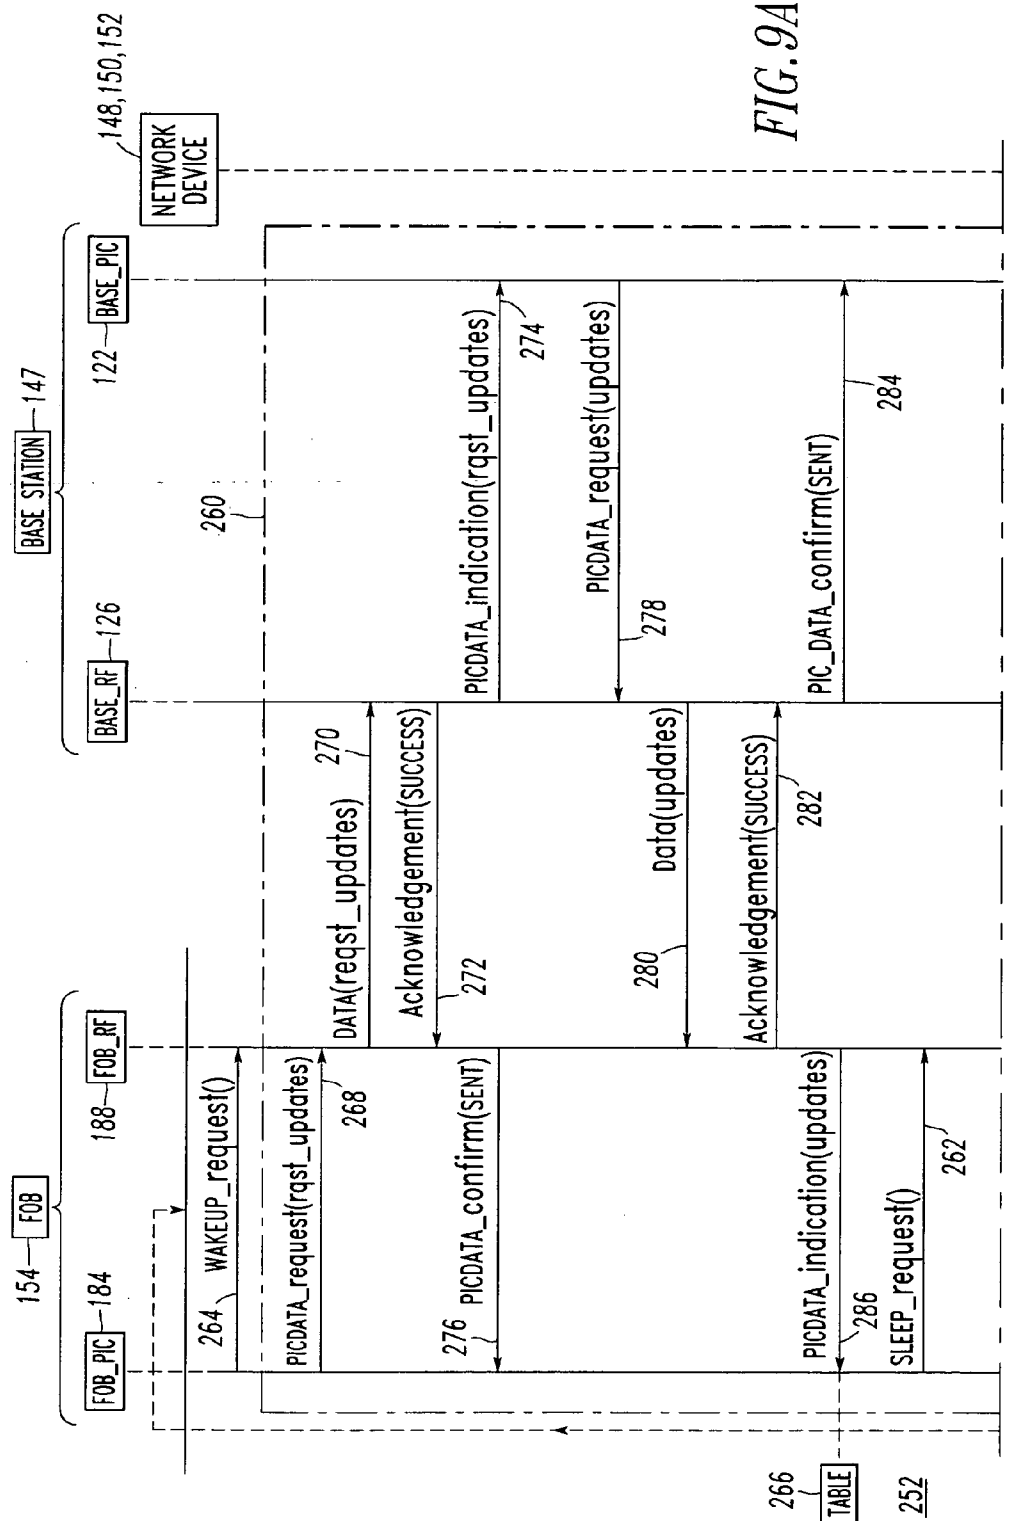 154
FOB
BASE STATION
147
FOB_PIC
184
188
FOB_RF
BASE_RF
126
122
BASE_PIC
148,150,152
NETWORK
DEVICE
264
WAKEUP_request()
260
PICDATA_request(rqst_updates)
268
DATA(reqst_updates)
270
Acknowledgement(SUCCESS)
272
276
PICDATA_confirm(SENT)
PICDATA_indication(rqst_updates)
274
PICDATA_request(updates)
278
Data(updates)
280
Acknowledgement(SUCCESS)
282
PICDATA_indication(updates)
286
PIC_DATA_confirm(SENT)
284
SLEEP_request()
262
266
TABLE
252
FIG.9A